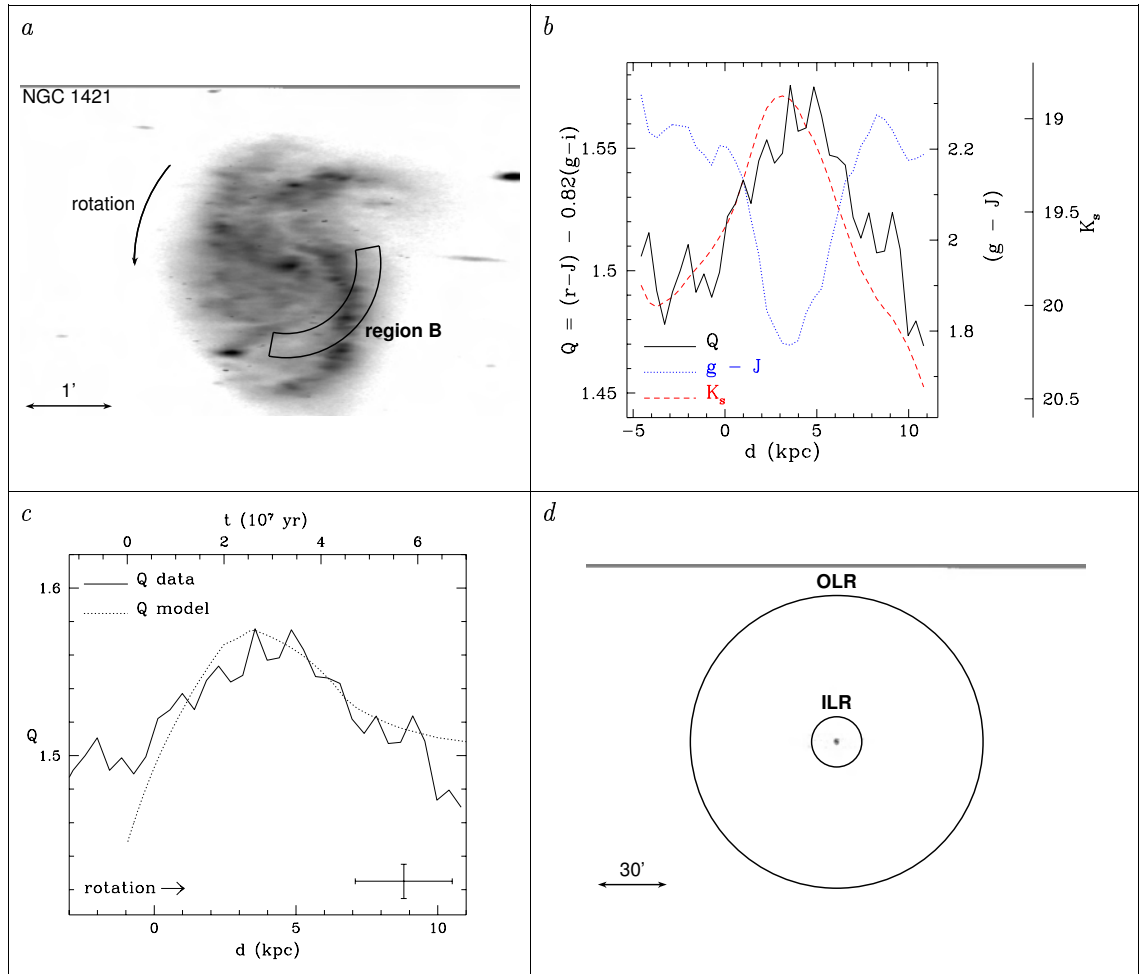 a
NGC 1421
rotation
region B
1'
b
Q = (r-J) - 0.82(g-i)
1.55
1.5
1.45
Q
g - J
K_s
-5
0
5
10
d (kpc)
2.2
2
1.8
(g - J)
19
19.5
20
20.5
K_s
c
t (10⁷ yr)
0
2
4
6
1.6
1.5
Q
Q data
Q model
rotation →
0
5
10
d (kpc)
d
OLR
ILR
30'